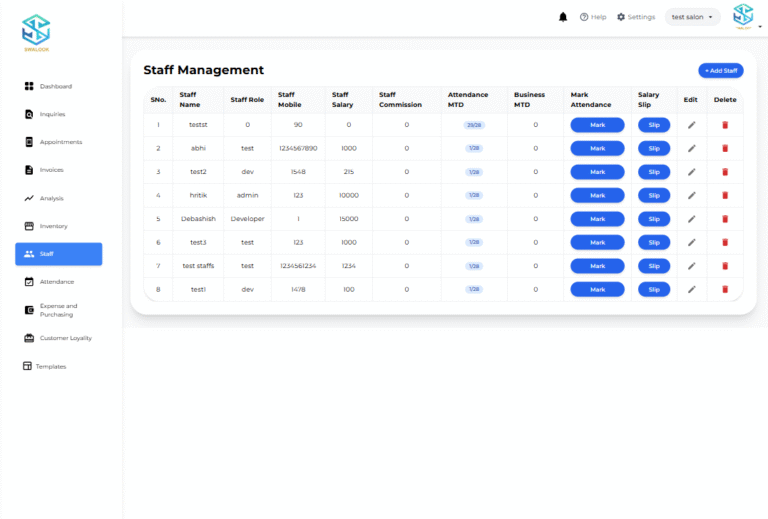 SWALOOK
Help
Settings
test salon
Dashboard
Inquiries
Appointments
Invoices
Analysis
Inventory
Staff
Attendance
Expense and
Purchasing
Customer Loyality
Templates
Staff Management
+ Add Staff
SNo. Staff Name Staff Role Staff Mobile Staff Salary Staff Commission Attendance MTD Business MTD Mark Attendance Salary Slip Edit Delete
1 testst 0 90 0 0 25/28 0 Mark Slip
2 abhi test 1234567890 1000 0 1/28 0 Mark Slip
3 test2 dev 1548 215 0 1/28 0 Mark Slip
4 hritik admin 123 10000 0 1/28 0 Mark Slip
5 Debashish Developer 1 15000 0 1/28 0 Mark Slip
6 test3 test 123 1000 0 1/28 0 Mark Slip
7 test staffs test 1234561234 1234 0 1/28 0 Mark Slip
8 test1 dev 1478 100 0 1/28 0 Mark Slip